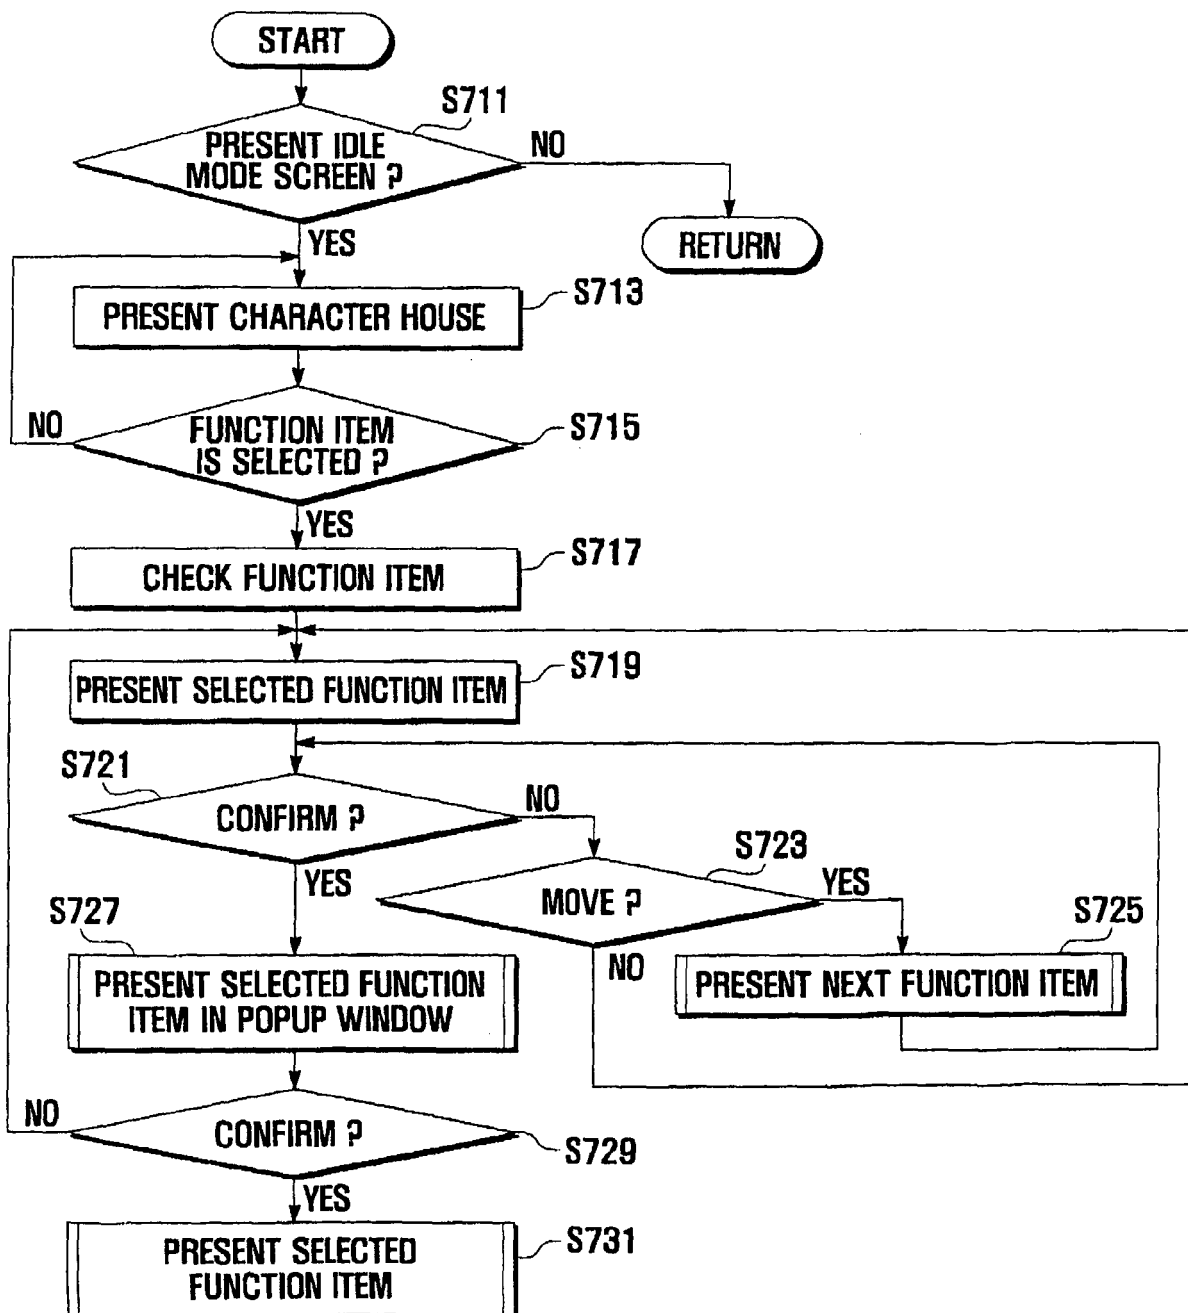 START
S711
PRESENT IDLE
MODE SCREEN ?
NO
YES
RETURN
S713
PRESENT CHARACTER HOUSE
NO
FUNCTION ITEM
IS SELECTED ?
S715
YES
S717
CHECK FUNCTION ITEM
S719
PRESENT SELECTED FUNCTION ITEM
S721
CONFIRM ?
NO
YES
S723
MOVE ?
YES
NO
S725
PRESENT NEXT FUNCTION ITEM
S727
PRESENT SELECTED FUNCTION
ITEM IN POPUP WINDOW
NO
CONFIRM ?
S729
YES
S731
PRESENT SELECTED
FUNCTION ITEM